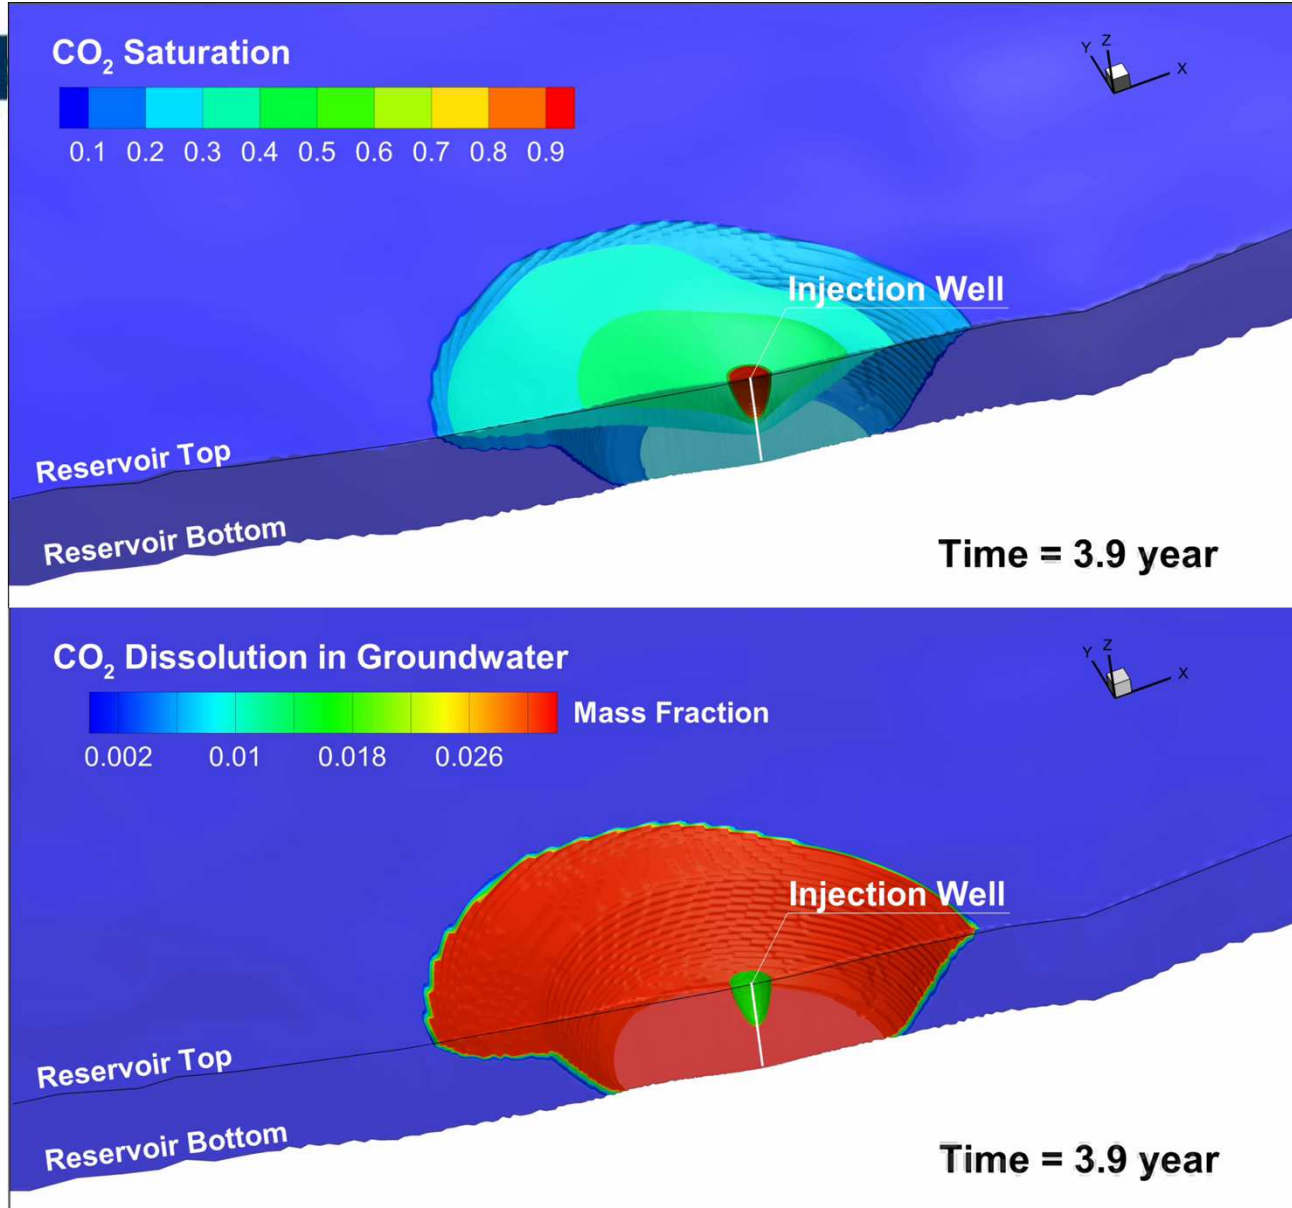 CO₂ Saturation
0.1 0.2 0.3 0.4 0.5 0.6 0.7 0.8 0.9
Y Z X
Injection Well
Reservoir Top
Reservoir Bottom
Time = 3.9 year
CO₂ Dissolution in Groundwater
Mass Fraction
0.002 0.01 0.018 0.026
Y Z X
Injection Well
Reservoir Top
Reservoir Bottom
Time = 3.9 year